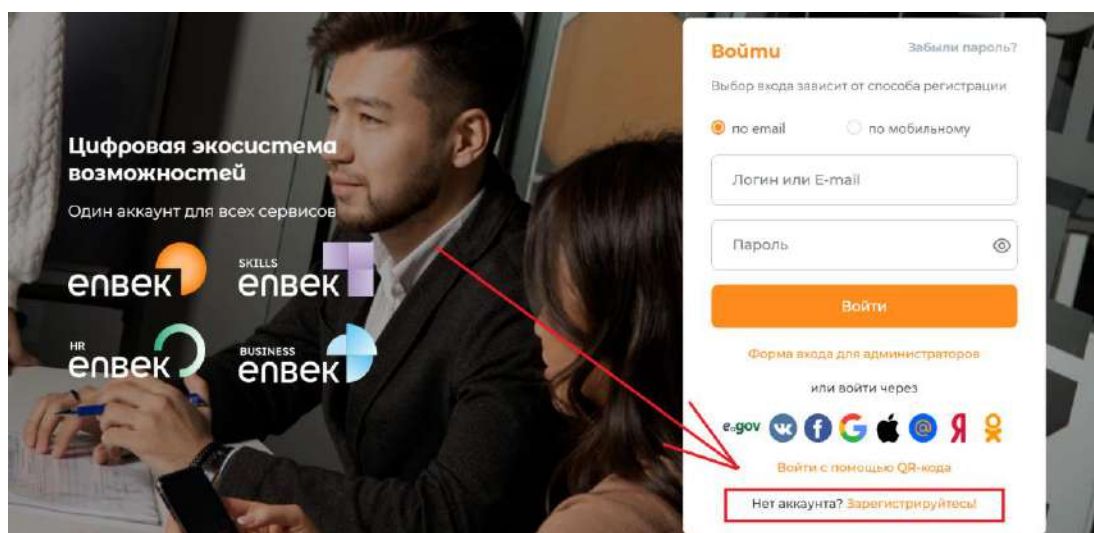 Цифровая экосистема
возможностей
Один аккаунт для всех сервисов
enbek
SKILLS
enbek
HR
enbek
BUSINESS
enbek
Войти
Забыли пароль?
Выбор входа зависит от способа регистрации
по email
по мобильному
Логин или E-mail
Пароль
Войти
Форма входа для администраторов
или войти через
egov
Войти с помощью QR-кода
Нет аккаунта? Зарегистрируйтесь!